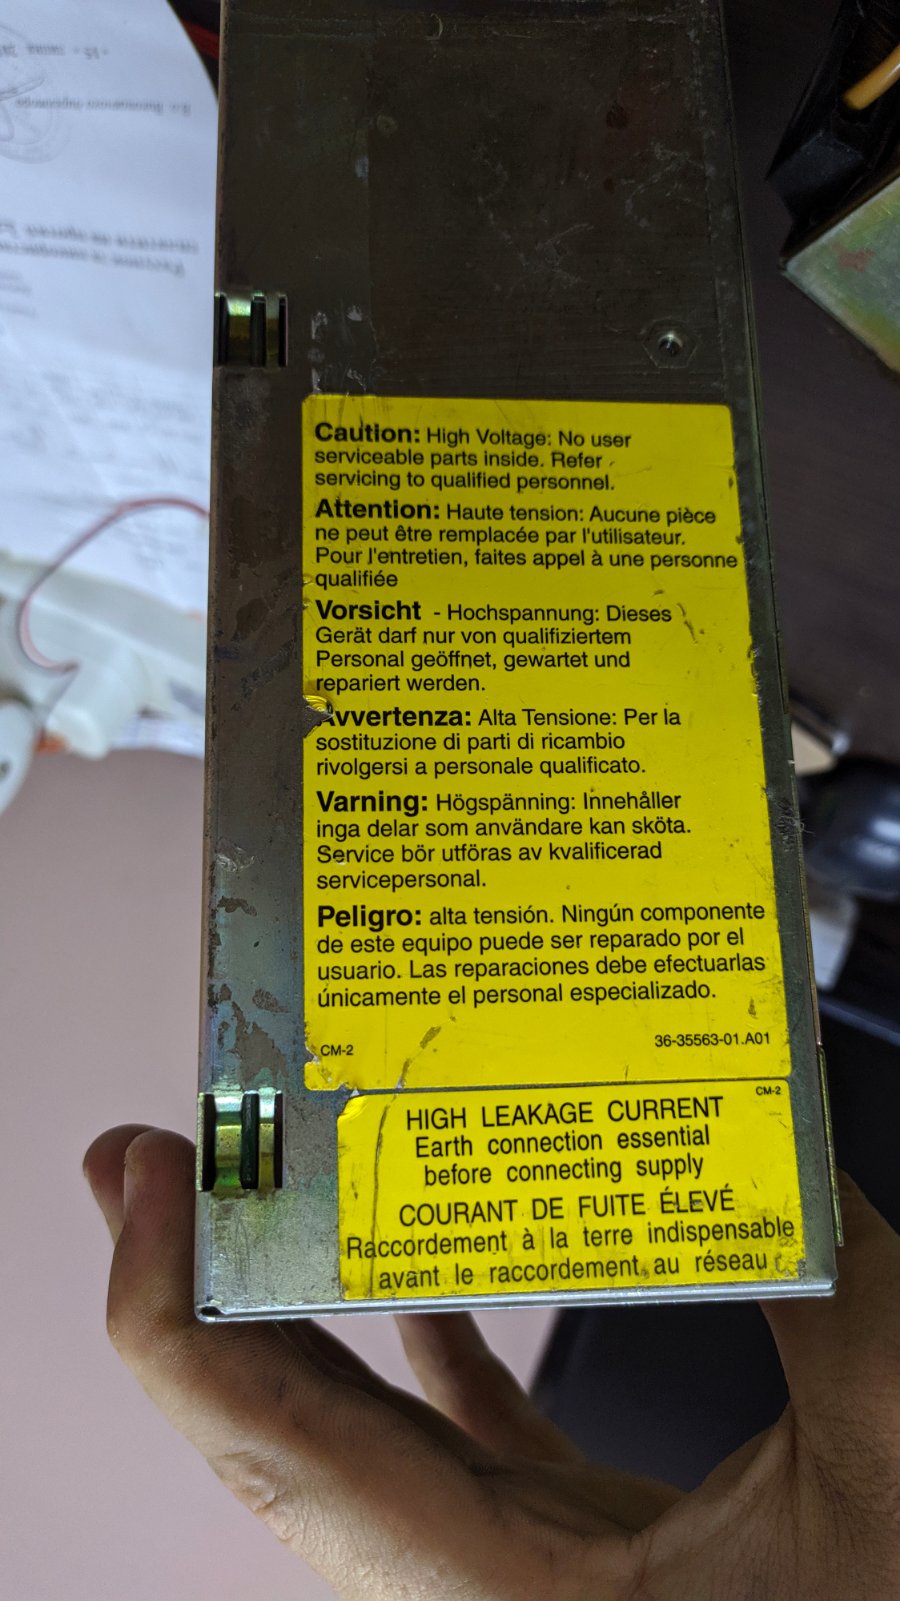 Caution: High Voltage: No user
serviceable parts inside. Refer
servicing to qualified personnel.
Attention: Haute tension: Aucune pièce
ne peut être remplacée par l'utilisateur.
Pour l'entretien, faites appel à une personne
qualifiée
Vorsicht - Hochspannung: Dieses
Gerät darf nur von qualifiziertem
Personal geöffnet, gewartet und
repariert werden.
Avvertenza: Alta Tensione: Per la
sostituzione di parti di ricambio
rivolgersi a personale qualificato.
Varning: Högspänning: Innehåller
inga delar som användare kan sköta.
Service bör utföras av kvalificerad
servicepersonal.
Peligro: alta tensión. Ningún componente
de este equipo puede ser reparado por el
usuario. Las reparaciones debe efectuarlas
únicamente el personal especializado.
CM-2 36-35563-01.A01
CM-2
HIGH LEAKAGE CURRENT
Earth connection essential
before connecting supply
COURANT DE FUITE ÉLEVÉ
Raccordement à la terre indispensable
avant le raccordement au réseau